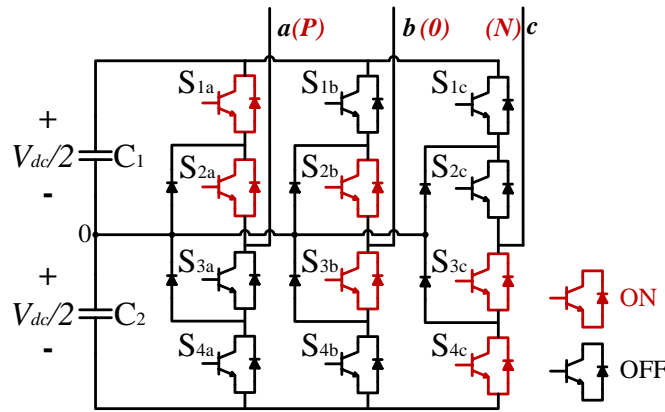 a(P) b(0) (N)c
S1a S1b S1c
+
Vdc/2 C1
-
S2a S2b S2c
0
S3a S3b S3c
+
Vdc/2 C2
-
ON
S4a S4b S4c
OFF